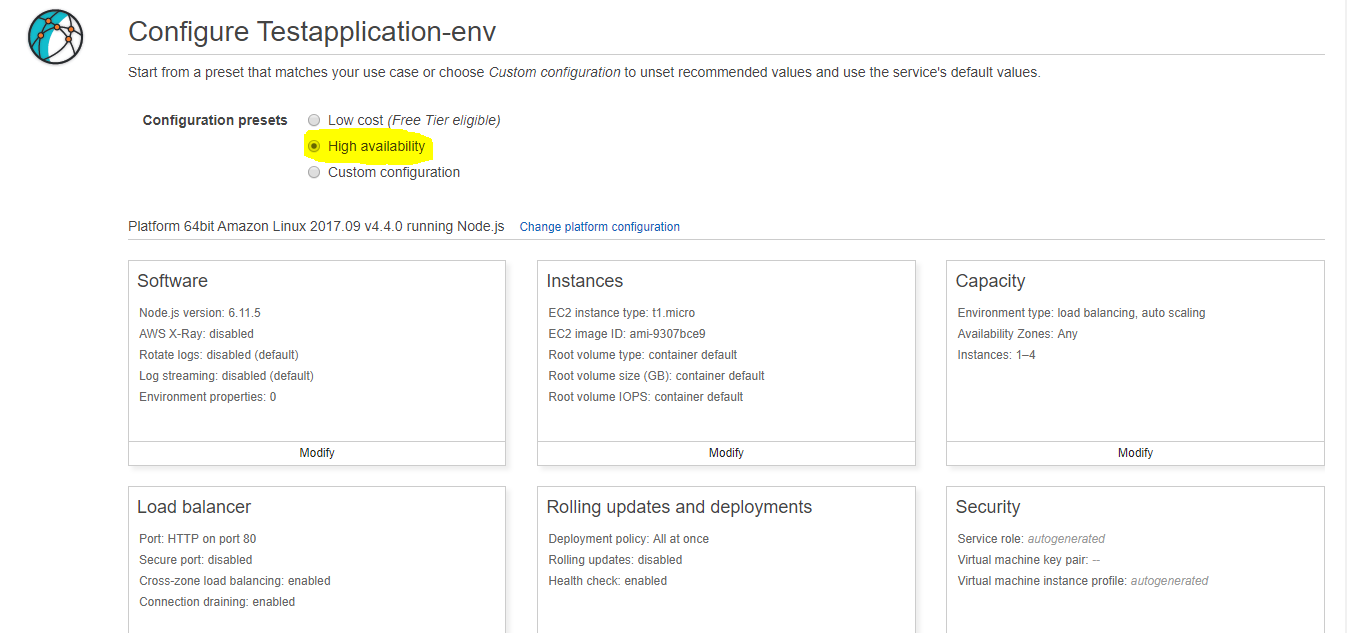 Configure Testapplication-env
Start from a preset that matches your use case or choose Custom configuration to unset recommended values and use the service's default values.
Configuration presets
Low cost (Free Tier eligible)
High availability
Custom configuration
Platform 64bit Amazon Linux 2017.09 v4.4.0 running Node.js Change platform configuration
Software
Node.js version: 6.11.5
AWS X-Ray: disabled
Rotate logs: disabled (default)
Log streaming: disabled (default)
Environment properties: 0
Modify
Instances
EC2 instance type: t1.micro
EC2 image ID: ami-9307bce9
Root volume type: container default
Root volume size (GB): container default
Root volume IOPS: container default
Modify
Capacity
Environment type: load balancing, auto scaling
Availability Zones: Any
Instances: 1–4
Modify
Load balancer
Port: HTTP on port 80
Secure port: disabled
Cross-zone load balancing: enabled
Connection draining: enabled
Rolling updates and deployments
Deployment policy: All at once
Rolling updates: disabled
Health check: enabled
Security
Service role: autogenerated
Virtual machine key pair: --
Virtual machine instance profile: autogenerated